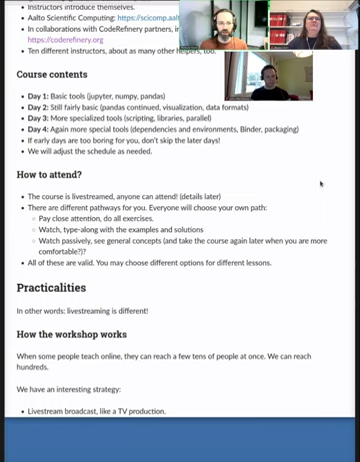 Instructors introduce themselves.
Aalto Scientific Computing: https://scicomp.aal
In collaborations with CodeRefinery partners, i
https://coderefinery.org
Ten different instructors, about as many other helpers, too.
Course contents
Day 1: Basic tools (jupyter, numpy, pandas)
Day 2: Still fairly basic (pandas continued, visualization, data formats)
Day 3: More specialized tools (scripting, libraries, parallel)
Day 4: Again more special tools (dependencies and environments, Binder, packaging)
If early days are too boring for you, don't skip the later days!
We will adjust the schedule as needed.
How to attend?
The course is livestreamed, anyone can attend! (details later)
There are different pathways for you. Everyone will choose your own path:
Pay close attention, do all exercises.
Watch, type-along with the examples and solutions
Watch passively, see general concepts (and take the course again later when you are more
comfortable?)?
All of these are valid. You may choose different options for different lessons.
Practicalities
In other words: livestreaming is different!
How the workshop works
When some people teach online, they can reach a few tens of people at once. We can reach
hundreds.
We have an interesting strategy:
Livestream broadcast, like a TV production.